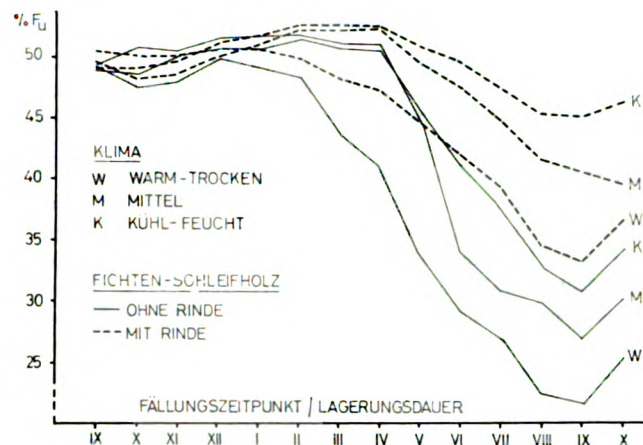 % Fu
50
45
40
35
30
25
KLIMA
W WARM-TROCKEN
M MITTEL
K KÜHL-FEUCHT
FICHTEN-SCHLEIFHOLZ
OHNE RINDE
MIT RINDE
K
M
W
K
M
W
FÄLLUNGSZEITPUNKT / LAGERUNGSDAUER
IX X XI XII I II III IV V VI VII VIII IX X